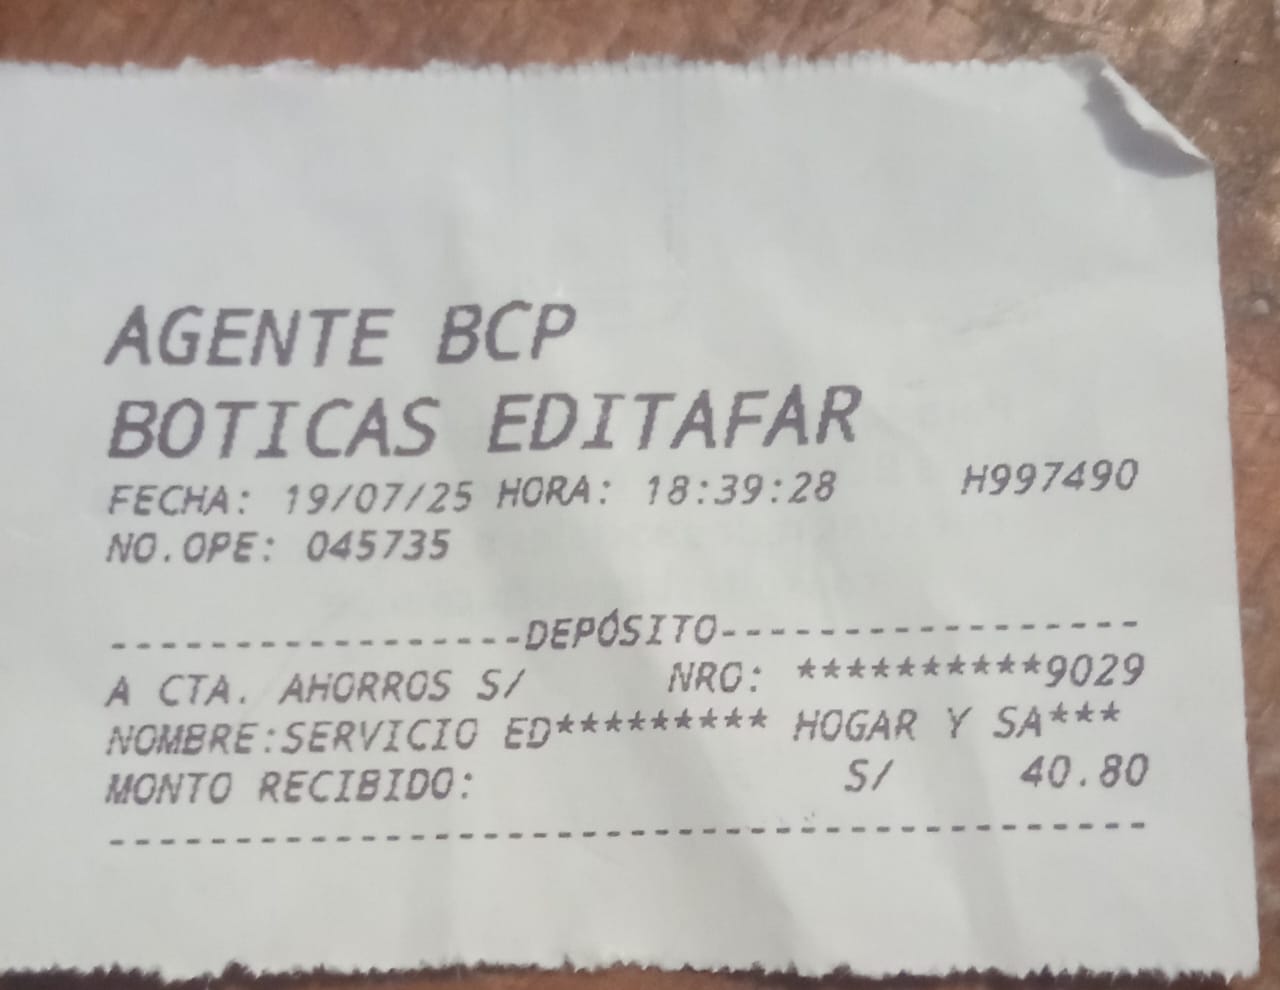 AGENTE BCP
BOTICAS EDITAFAR
FECHA: 19/07/25 HORA: 18:39:28 H997490
NO.OPE: 045735
-----------------DEPÓSITO-----------------
A CTA. AHORROS S/ NRO: **********9029
NOMBRE:SERVICIO ED********* HOGAR Y SA***
MONTO RECIBIDO: S/ 40.80
------------------------------------------